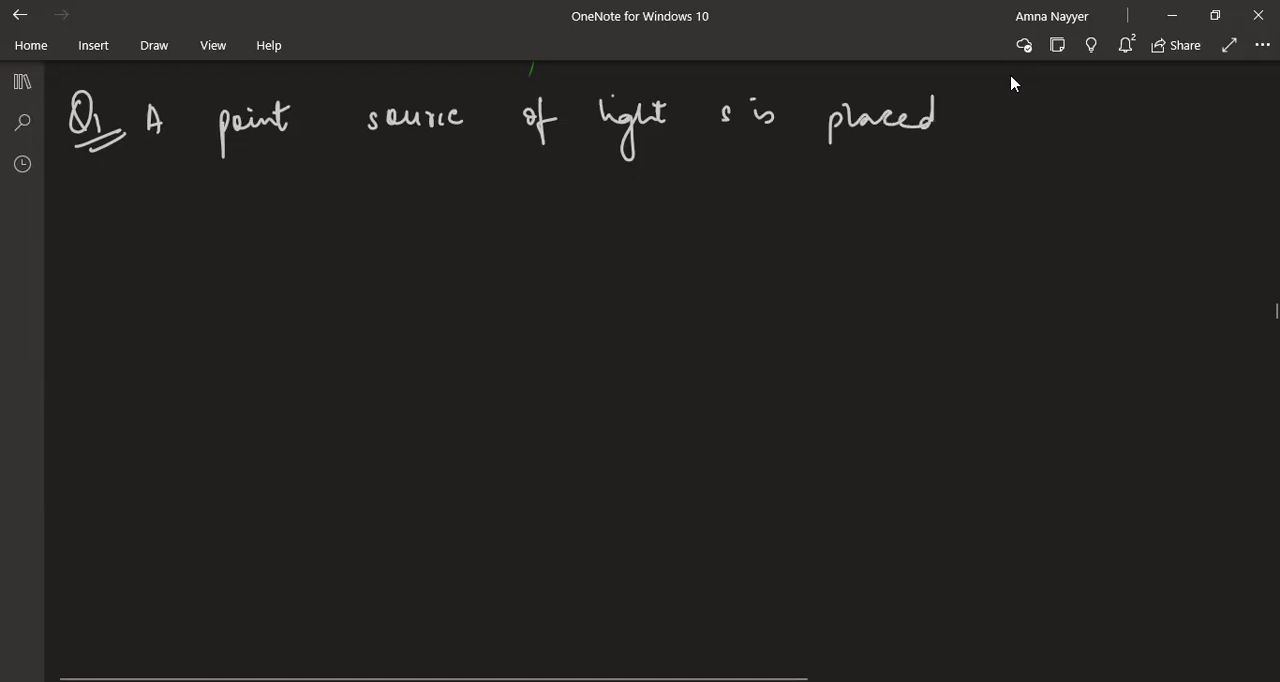 OneNote for Windows 10
Amna Nayyer
Home Insert Draw View Help
2 Share
Q1 A point source of light s is placed